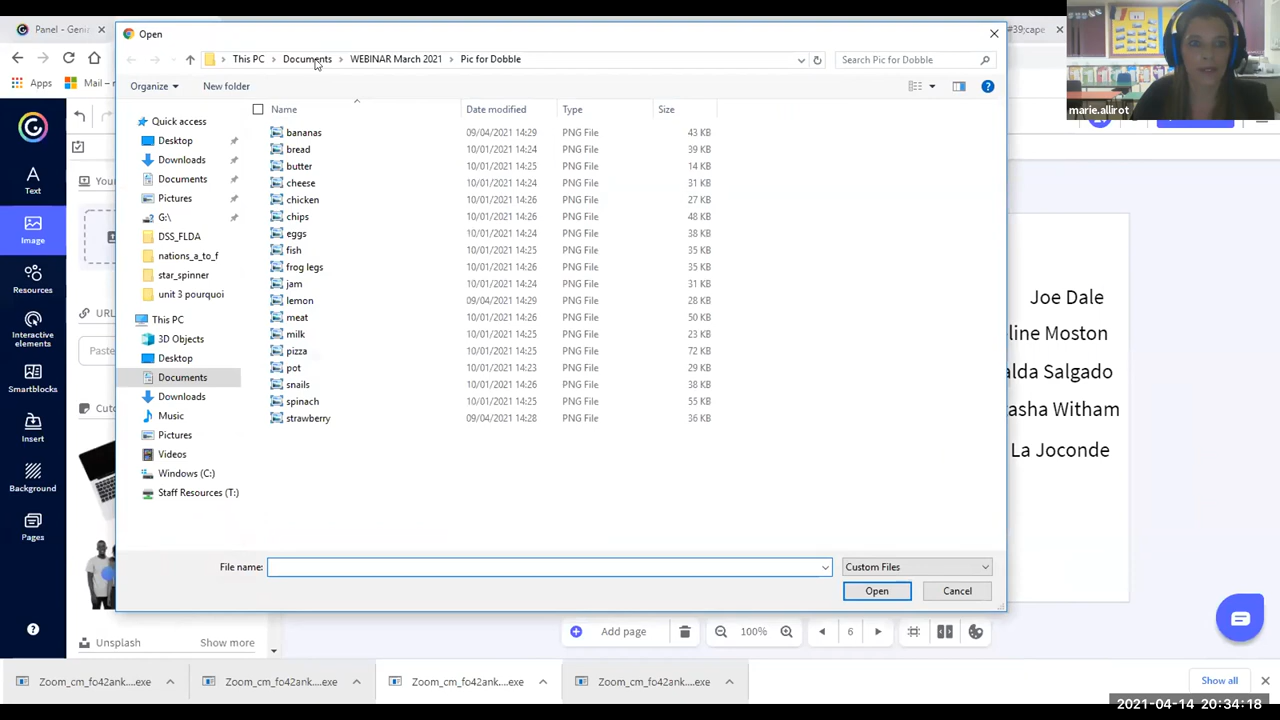 Panel - Geni
Open
#39;cape
This PC
Documents
WEBINAR March 2021
Pic for Dobble
Search Pic for Dobble
Apps
Mail –
Organize
New folder
marie.allirot
Name
Date modified
Type
Size
Quick access
Desktop
Downloads
Documents
Pictures
G:\
DSS_FLDA
nations_a_to_f
star_spinner
unit 3 pourquoi
This PC
3D Objects
Desktop
Documents
Downloads
Music
Pictures
Videos
Windows (C:)
Staff Resources (T:)
bananas 09/04/2021 14:29 PNG File 43 KB
bread 10/01/2021 14:24 PNG File 39 KB
butter 10/01/2021 14:25 PNG File 14 KB
cheese 10/01/2021 14:24 PNG File 31 KB
chicken 10/01/2021 14:26 PNG File 27 KB
chips 10/01/2021 14:26 PNG File 48 KB
eggs 10/01/2021 14:24 PNG File 38 KB
fish 10/01/2021 14:25 PNG File 35 KB
frog legs 10/01/2021 14:26 PNG File 35 KB
jam 10/01/2021 14:24 PNG File 31 KB
lemon 09/04/2021 14:29 PNG File 28 KB
meat 10/01/2021 14:26 PNG File 50 KB
milk 10/01/2021 14:25 PNG File 23 KB
pizza 10/01/2021 14:25 PNG File 72 KB
pot 10/01/2021 14:23 PNG File 29 KB
snails 10/01/2021 14:26 PNG File 38 KB
spinach 10/01/2021 14:25 PNG File 55 KB
strawberry 09/04/2021 14:28 PNG File 36 KB
File name:
Custom Files
Open
Cancel
Text
Image
Resources
Interactive
elements
Smartblocks
Insert
Background
Pages
You
URL
Paste
Cuto
Unsplash
Show more
Joe Dale
line Moston
alda Salgado
asha Witham
La Joconde
Add page
100%
6
Zoom_cm_fo42ank....exe
Zoom_cm_fo42ank....exe
Zoom_cm_fo42ank....exe
Zoom_cm_fo42ank....exe
Show all
2021-04-14 20:34:18